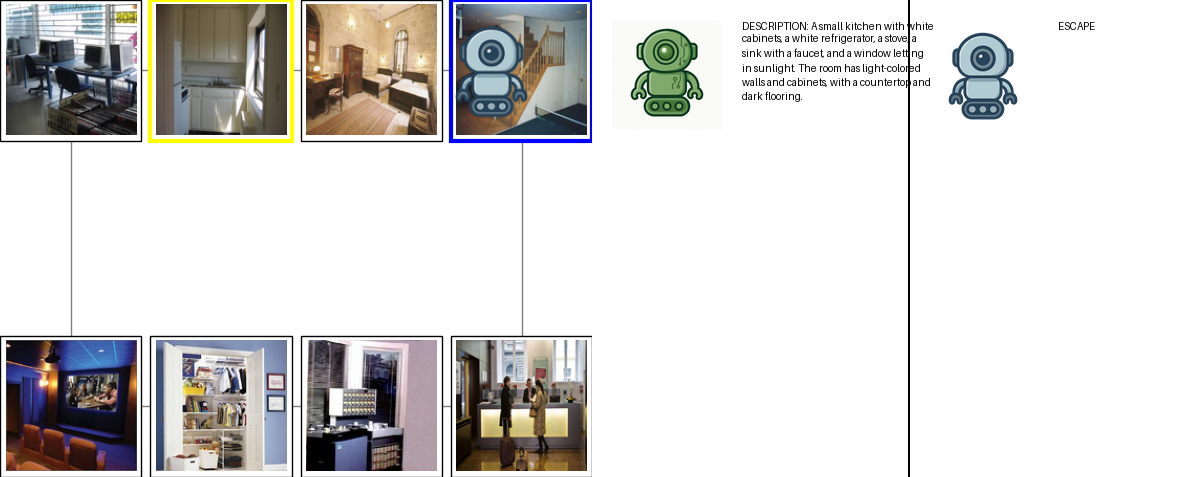 DESCRIPTION: A small kitchen with white
cabinets, a white refrigerator, a stove, a
sink with a faucet, and a window letting
in sunlight. The room has light-colored
walls and cabinets, with a countertop and
dark flooring.
ESCAPE